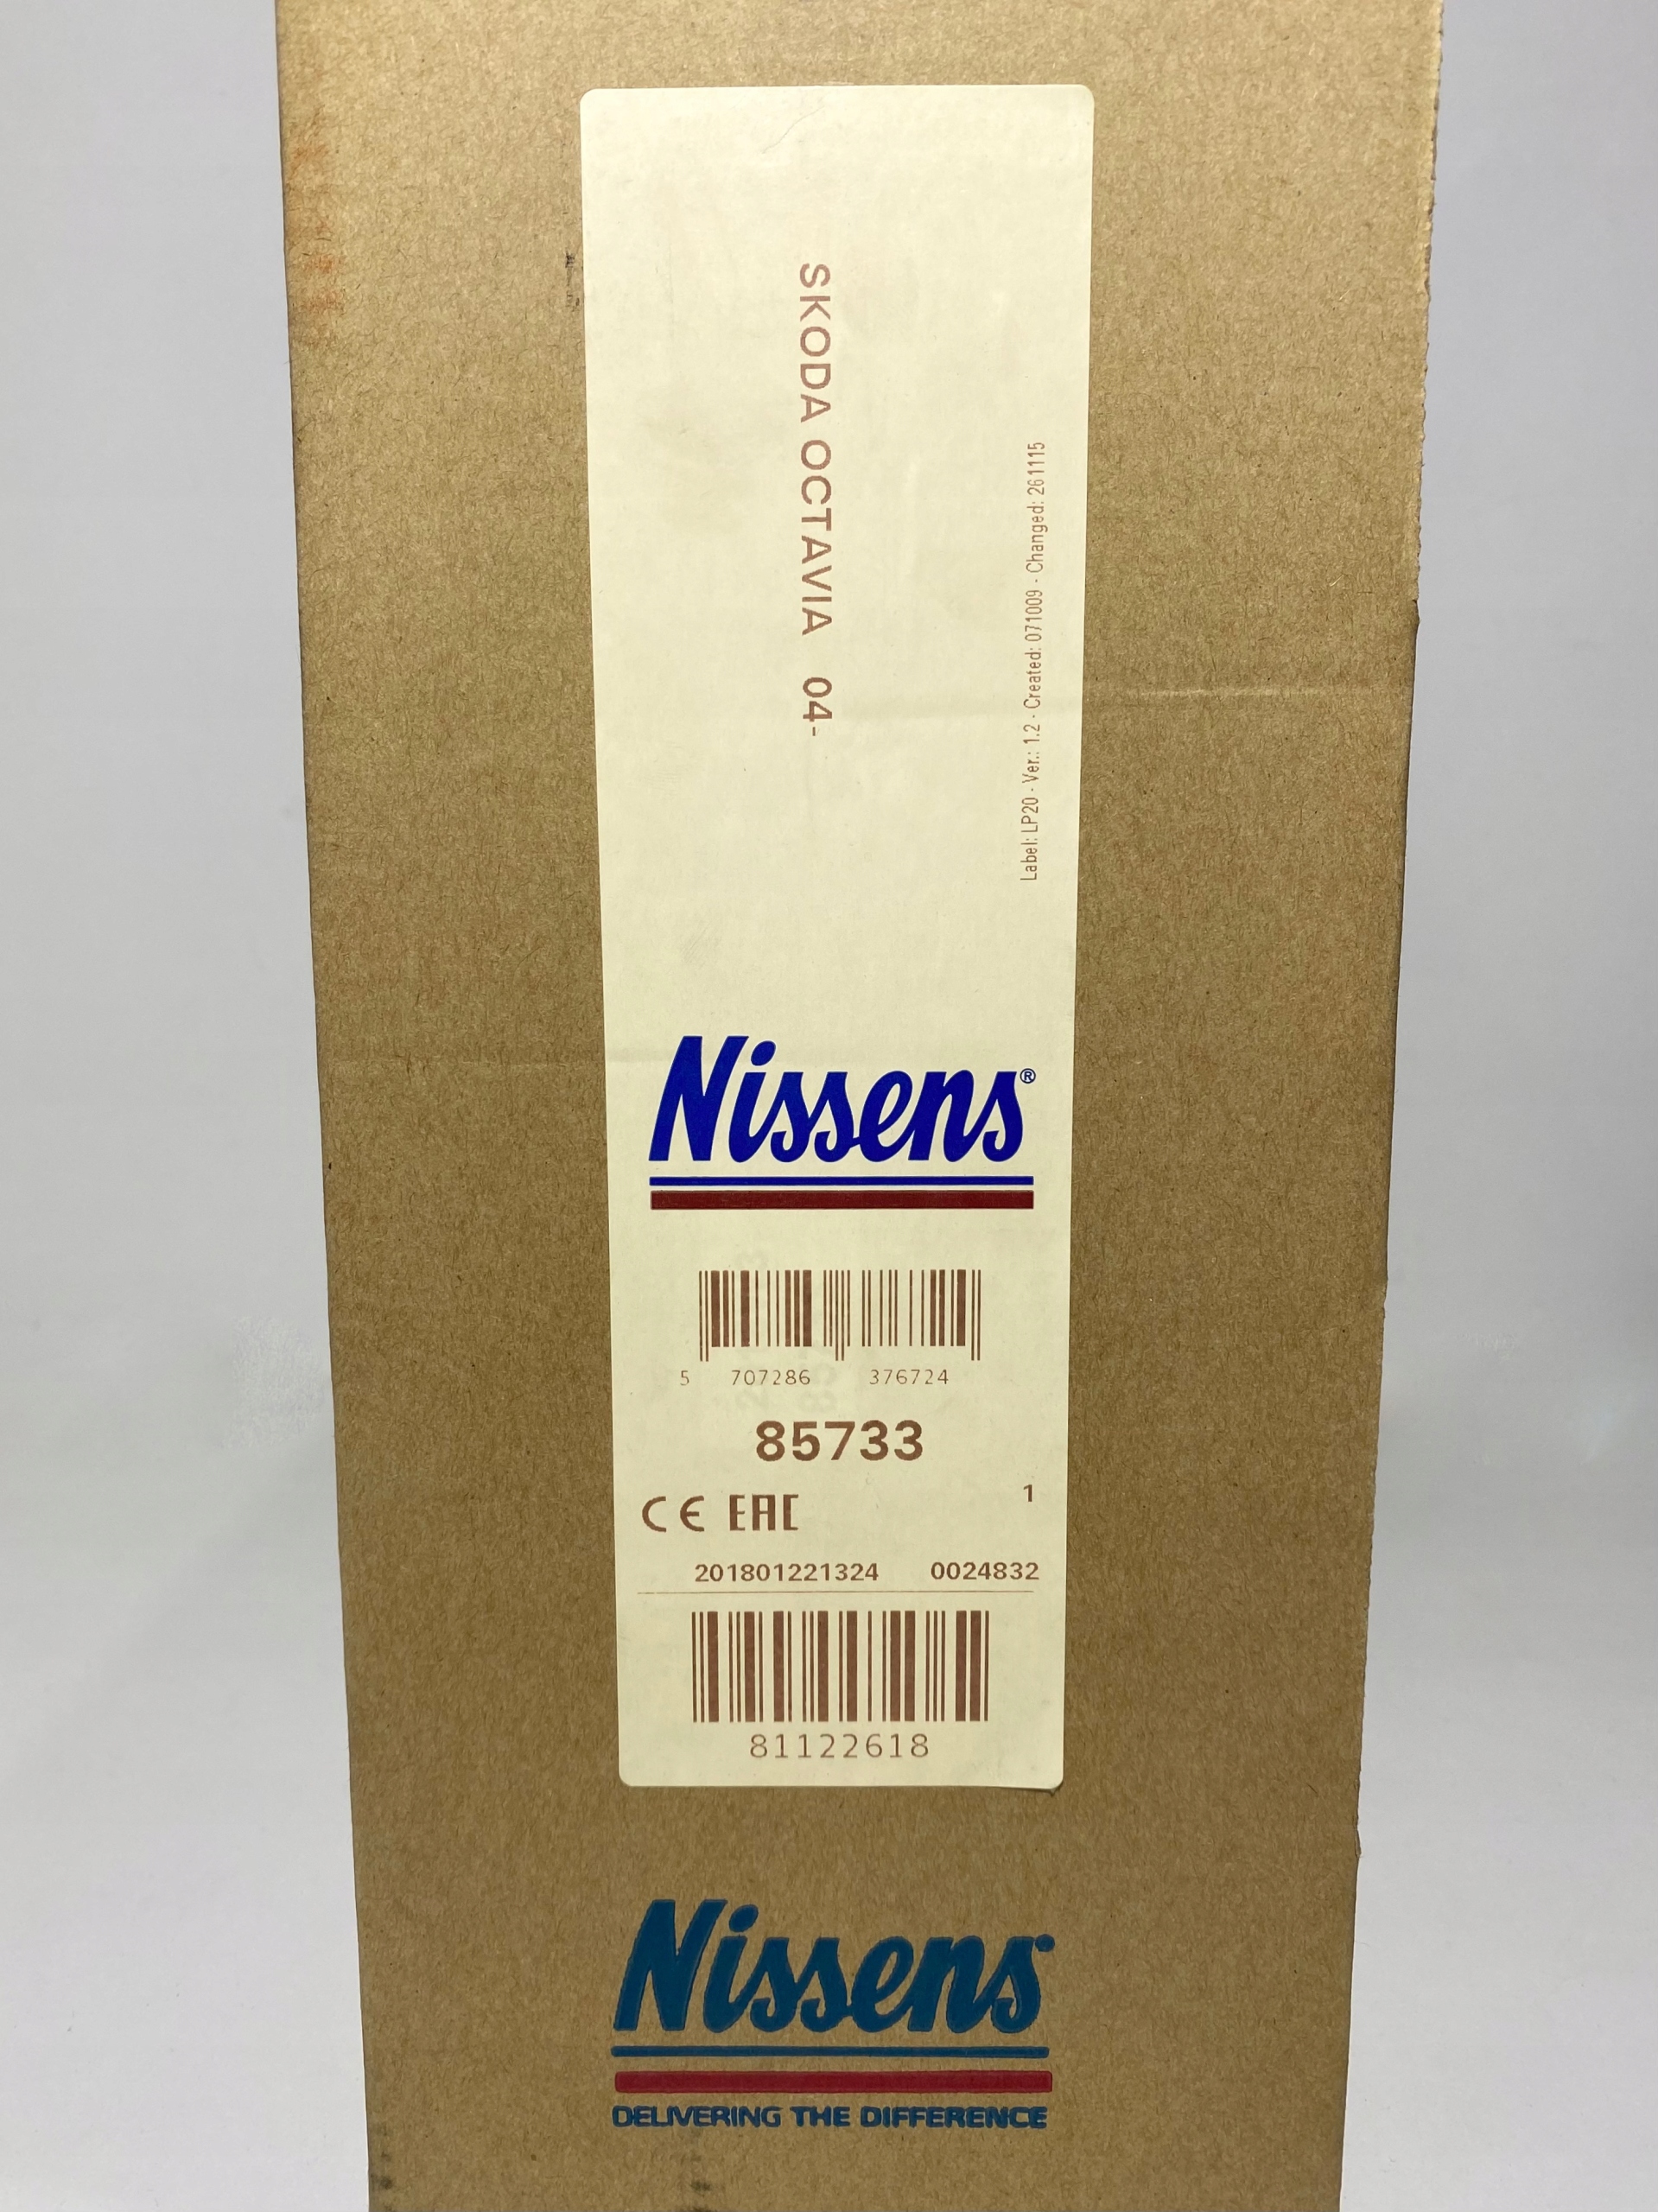 SKODA OCTAVIA 04-
Label: LP20 - Ver.: 1.2 - Created: 071009 - Changed: 261115
Nissens®
5 707286 376724
85733
CE EAC
1
201801221324 0024832
81122618
Nissens
DELIVERING THE DIFFERENCE